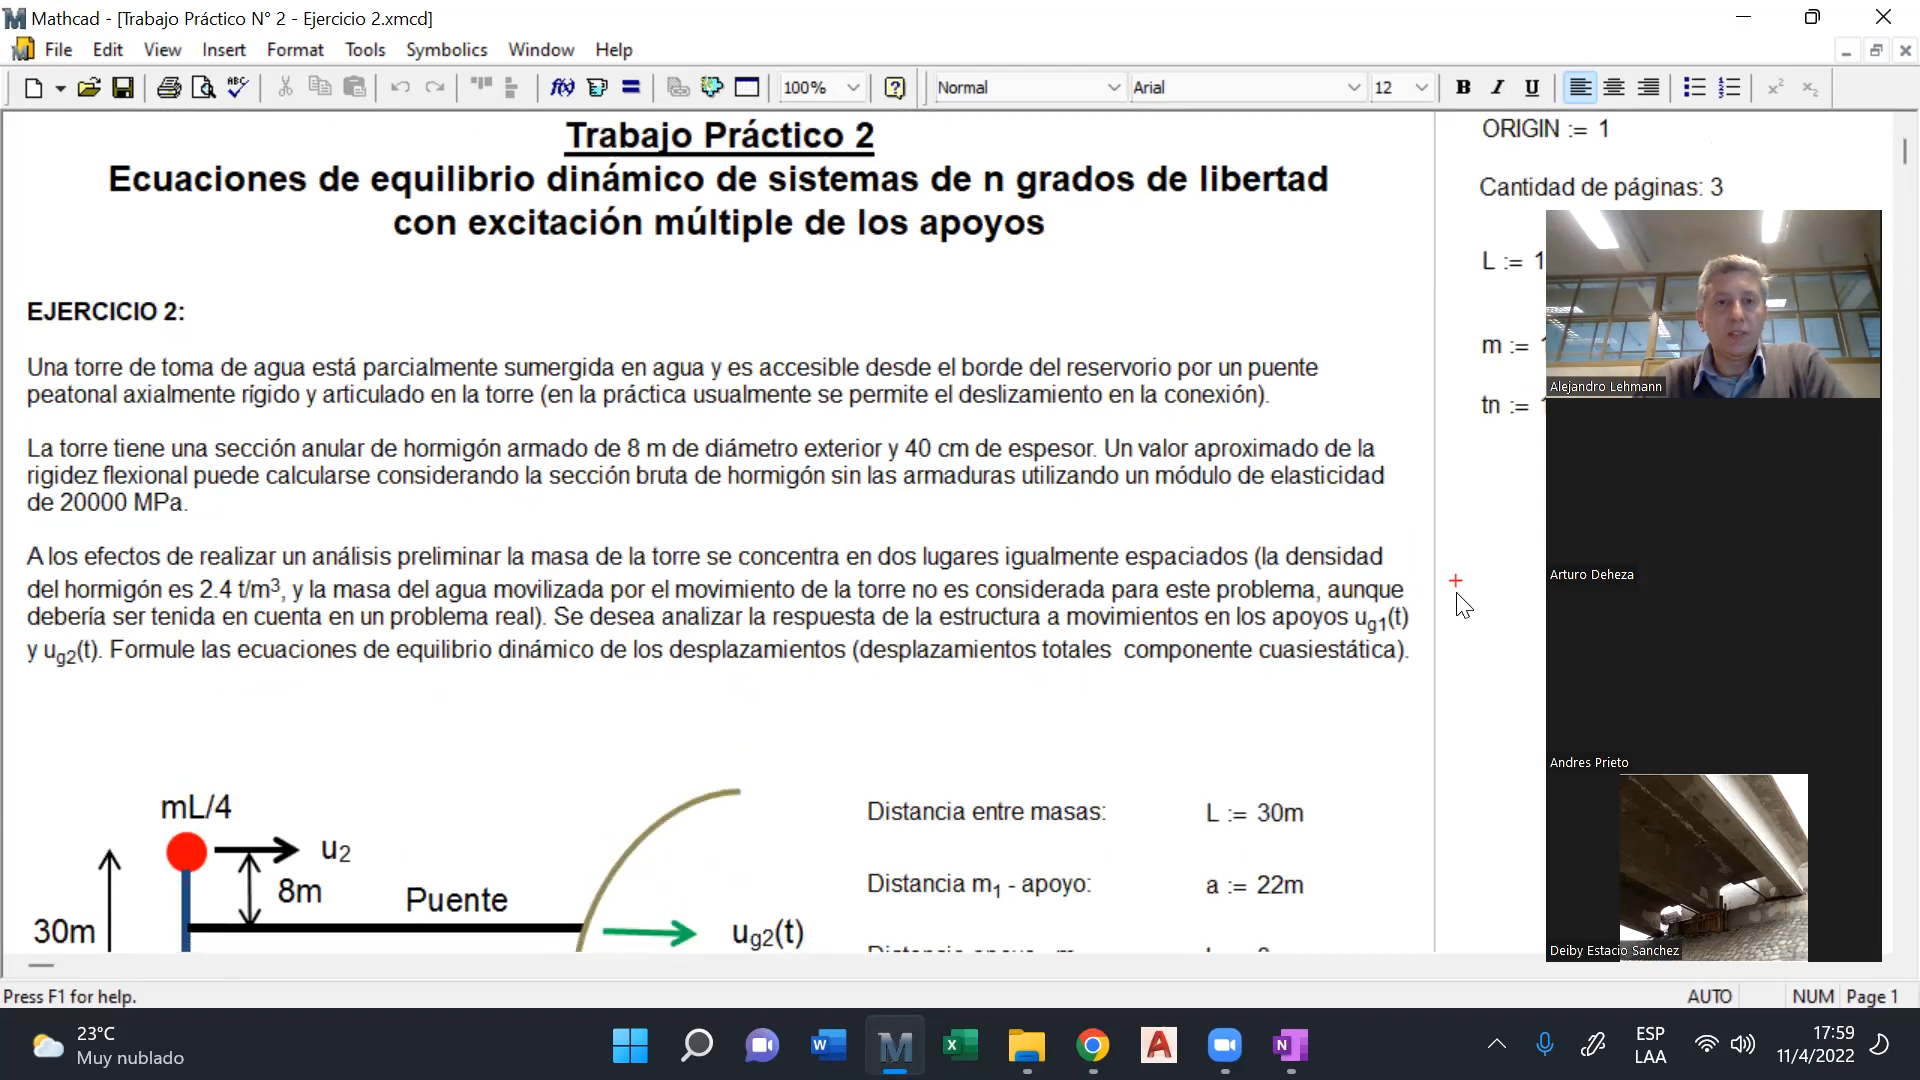 Mathcad - [Trabajo Práctico N° 2 - Ejercicio 2.xmcd]
File Edit View Insert Format Tools Symbolics Window Help
100% Normal Arial 12 B I U
Trabajo Práctico 2
Ecuaciones de equilibrio dinámico de sistemas de n grados de libertad
con excitación múltiple de los apoyos
ORIGIN := 1
Cantidad de páginas: 3
L := 1
m :=
tn :=
EJERCICIO 2:
Una torre de toma de agua está parcialmente sumergida en agua y es accesible desde el borde del reservorio por un puente
peatonal axialmente rígido y articulado en la torre (en la práctica usualmente se permite el deslizamiento en la conexión).
La torre tiene una sección anular de hormigón armado de 8 m de diámetro exterior y 40 cm de espesor. Un valor aproximado de la
rigidez flexional puede calcularse considerando la sección bruta de hormigón sin las armaduras utilizando un módulo de elasticidad
de 20000 MPa.
A los efectos de realizar un análisis preliminar la masa de la torre se concentra en dos lugares igualmente espaciados (la densidad
del hormigón es 2.4 t/m3, y la masa del agua movilizada por el movimiento de la torre no es considerada para este problema, aunque
debería ser tenida en cuenta en un problema real). Se desea analizar la respuesta de la estructura a movimientos en los apoyos ug1(t)
y ug2(t). Formule las ecuaciones de equilibrio dinámico de los desplazamientos (desplazamientos totales componente cuasiestática).
mL/4
u2
8m
Puente
30m
ug2(t)
Distancia entre masas: L := 30m
Distancia m1 - apoyo: a := 22m
Alejandro Lehmann
Arturo Deheza
Andres Prieto
Deiby Estacio Sanchez
Press F1 for help.
AUTO NUM Page 1
23°C
Muy nublado
ESP
LAA
17:59
11/4/2022